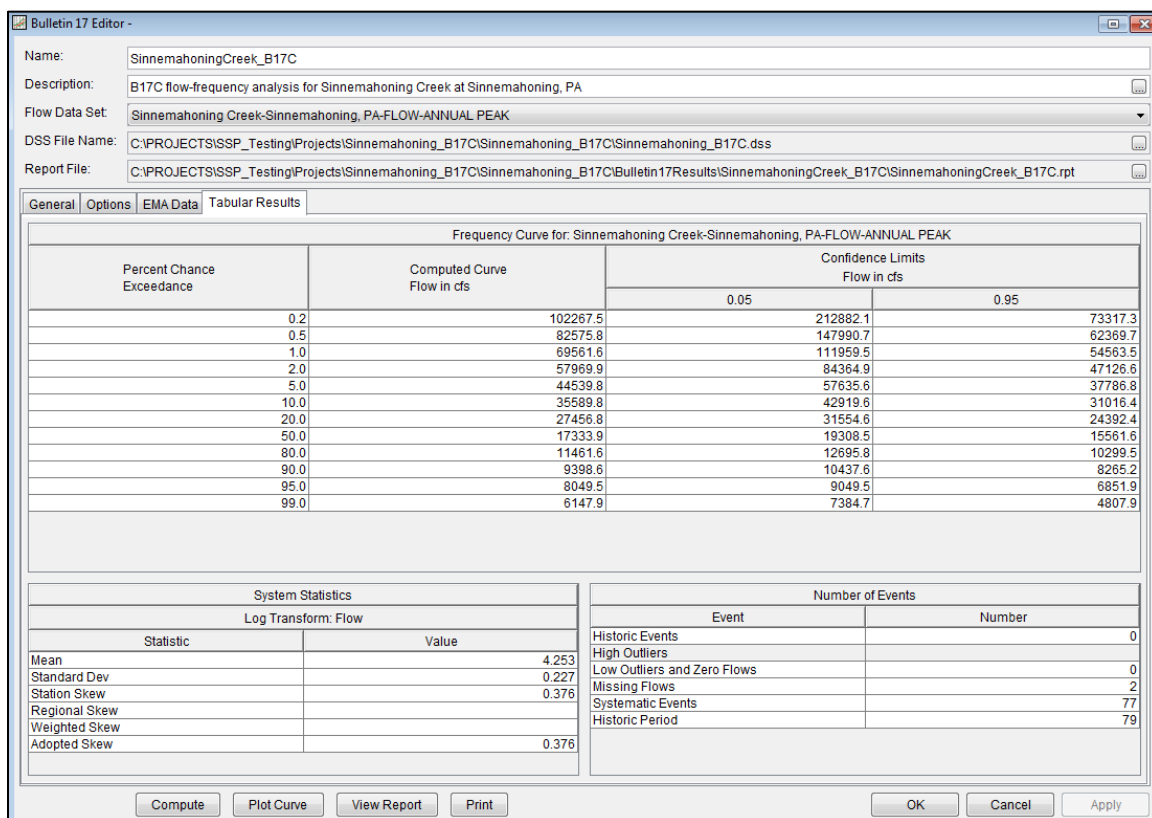 Bulletin 17 Editor -
Name: SinnemahoningCreek_B17C
Description: B17C flow-frequency analysis for Sinnemahoning Creek at Sinnemahoning, PA ...
Flow Data Set: Sinnemahoning Creek-Sinnemahoning, PA-FLOW-ANNUAL PEAK
DSS File Name: C:\PROJECTS\SSP_Testing\Projects\Sinnemahoning_B17C\Sinnemahoning_B17C\Sinnemahoning_B17C.dss ...
Report File: C:\PROJECTS\SSP_Testing\Projects\Sinnemahoning_B17C\Sinnemahoning_B17C\Bulletin17Results\SinnemahoningCreek_B17C\SinnemahoningCreek_B17C.rpt ...
General Options EMA Data Tabular Results
Frequency Curve for: Sinnemahoning Creek-Sinnemahoning, PA-FLOW-ANNUAL PEAK
Percent Chance Exceedance Computed Curve Flow in cfs Confidence Limits Flow in cfs
0.05 0.95
0.2 102267.5 212882.1 73317.3
0.5 82575.8 147990.7 62369.7
1.0 69561.6 111959.5 54563.5
2.0 57969.9 84364.9 47126.6
5.0 44539.8 57635.6 37786.8
10.0 35589.8 42919.6 31016.4
20.0 27456.8 31554.6 24392.4
50.0 17333.9 19308.5 15561.6
80.0 11461.6 12695.8 10299.5
90.0 9398.6 10437.6 8265.2
95.0 8049.5 9049.5 6851.9
99.0 6147.9 7384.7 4807.9
System Statistics
Log Transform: Flow
Statistic Value
Mean 4.253
Standard Dev 0.227
Station Skew 0.376
Regional Skew
Weighted Skew
Adopted Skew 0.376
Number of Events
Event Number
Historic Events 0
High Outliers
Low Outliers and Zero Flows 0
Missing Flows 2
Systematic Events 77
Historic Period 79
Compute Plot Curve View Report Print OK Cancel Apply